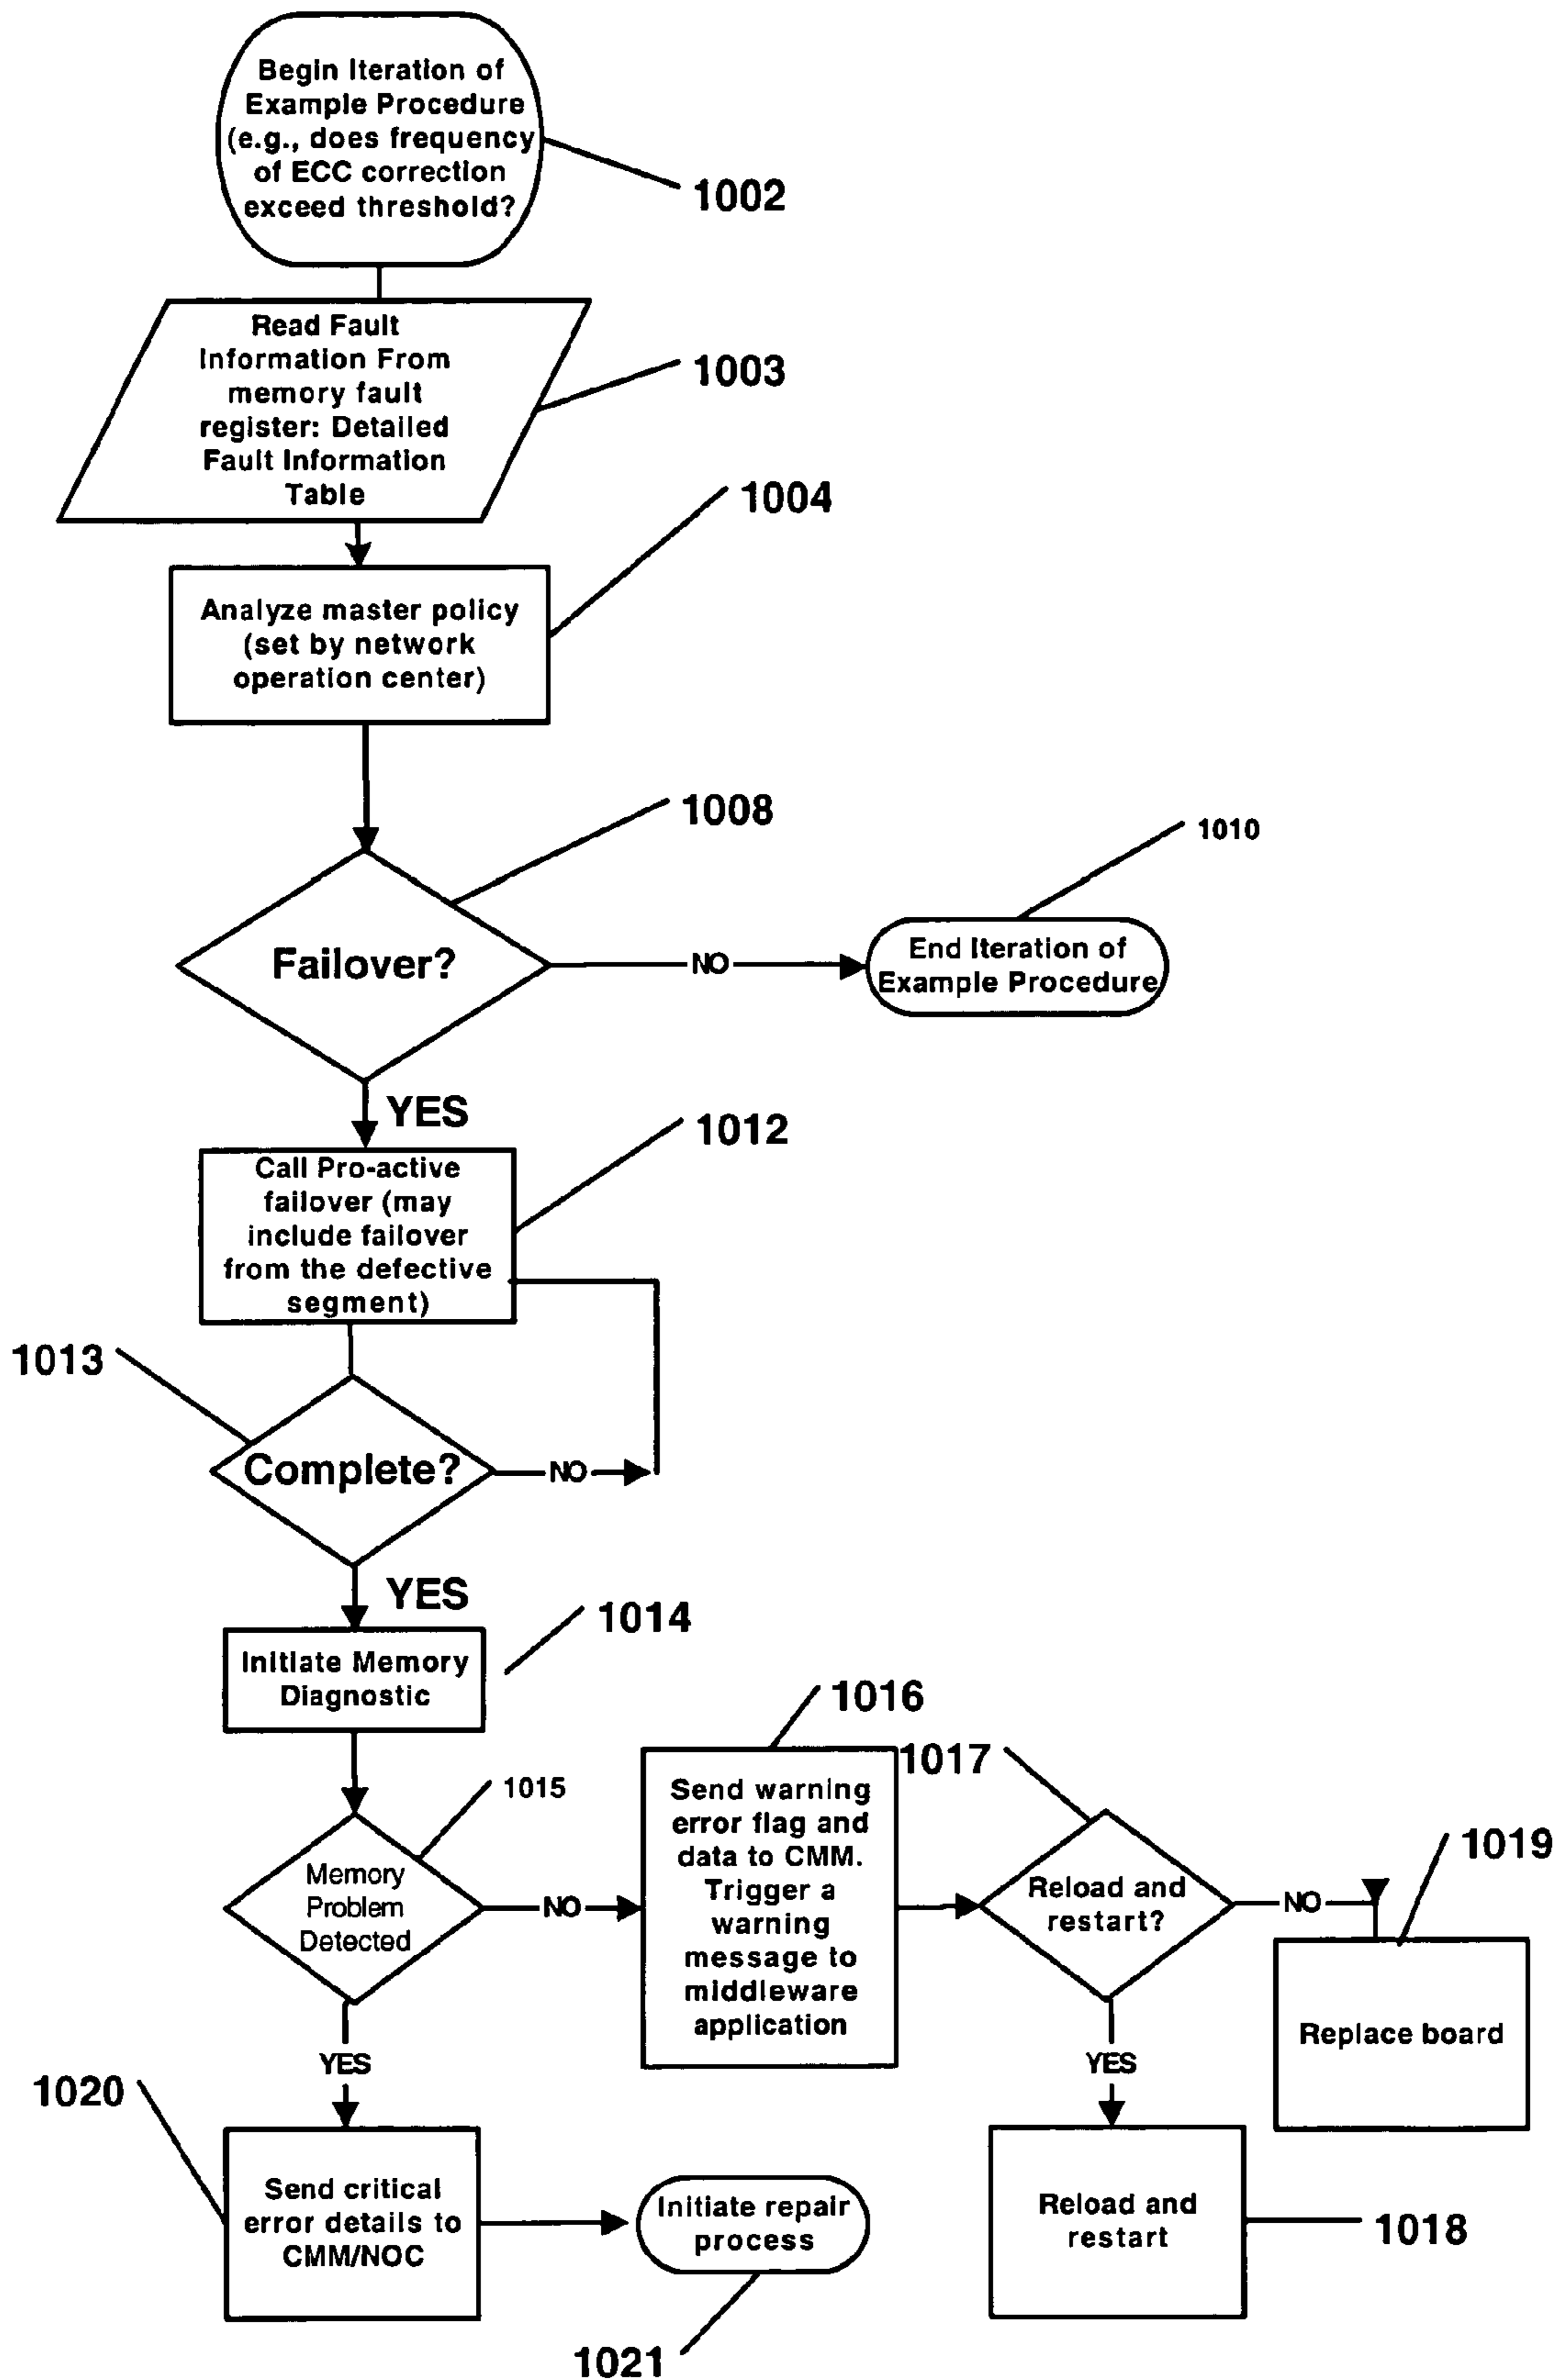 Begin Iteration of
Example Procedure
(e.g., does frequency
of ECC correction
exceed threshold?
1002
Read Fault
Information From
memory fault
register: Detailed
Fault Information
Table
1003
1004
Analyze master policy
(set by network
operation center)
1008
1010
Failover?
NO
End Iteration of
Example Procedure
YES
1012
Call Pro-active
failover (may
include failover
from the defective
segment)
1013
Complete?
NO
YES
1014
Initiate Memory
Diagnostic
1015
Memory
Problem
Detected
NO
1016
Send warning
error flag and
data to CMM.
Trigger a
warning
message to
middleware
application
1017
Reload and
restart?
NO
1019
Replace board
YES
YES
1020
Send critical
error details to
CMM/NOC
Initiate repair
process
1021
Reload and
restart
1018